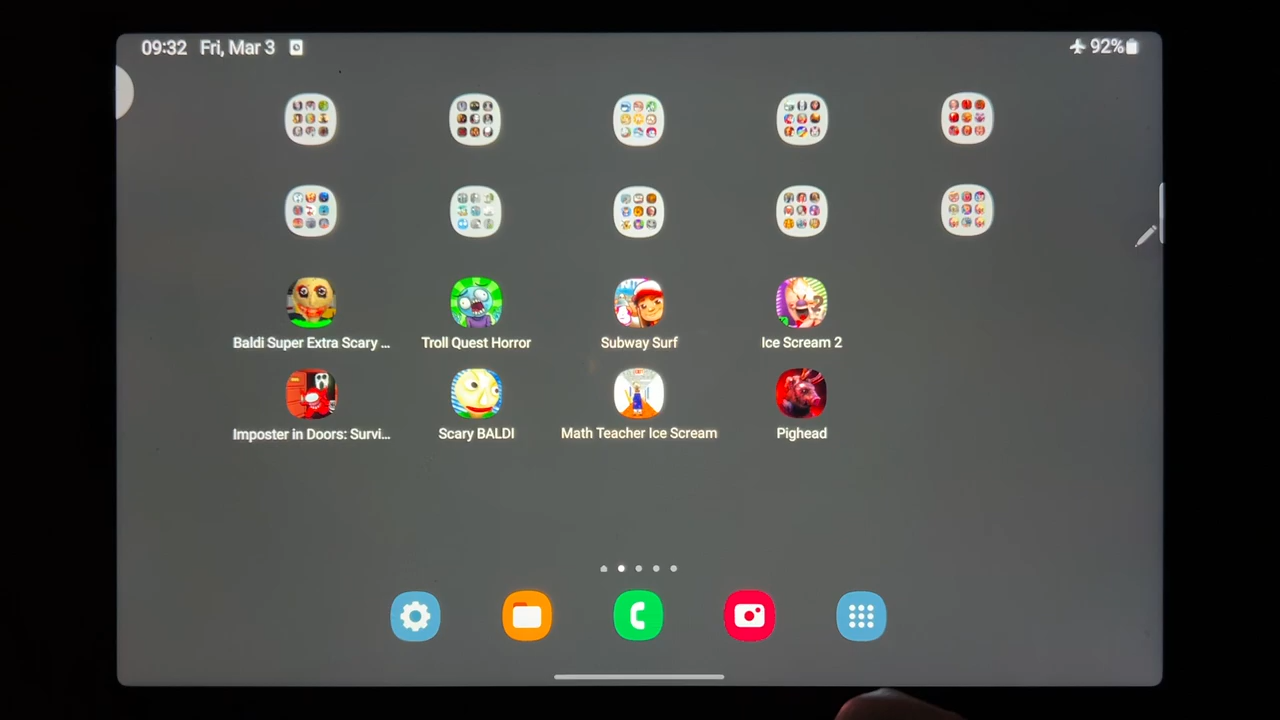 09:32 Fri, Mar 3
92%
Baldi Super Extra Scary ...
Troll Quest Horror
Subway Surf
Ice Scream 2
Imposter in Doors: Survi...
Scary BALDI
Math Teacher Ice Scream
Pighead